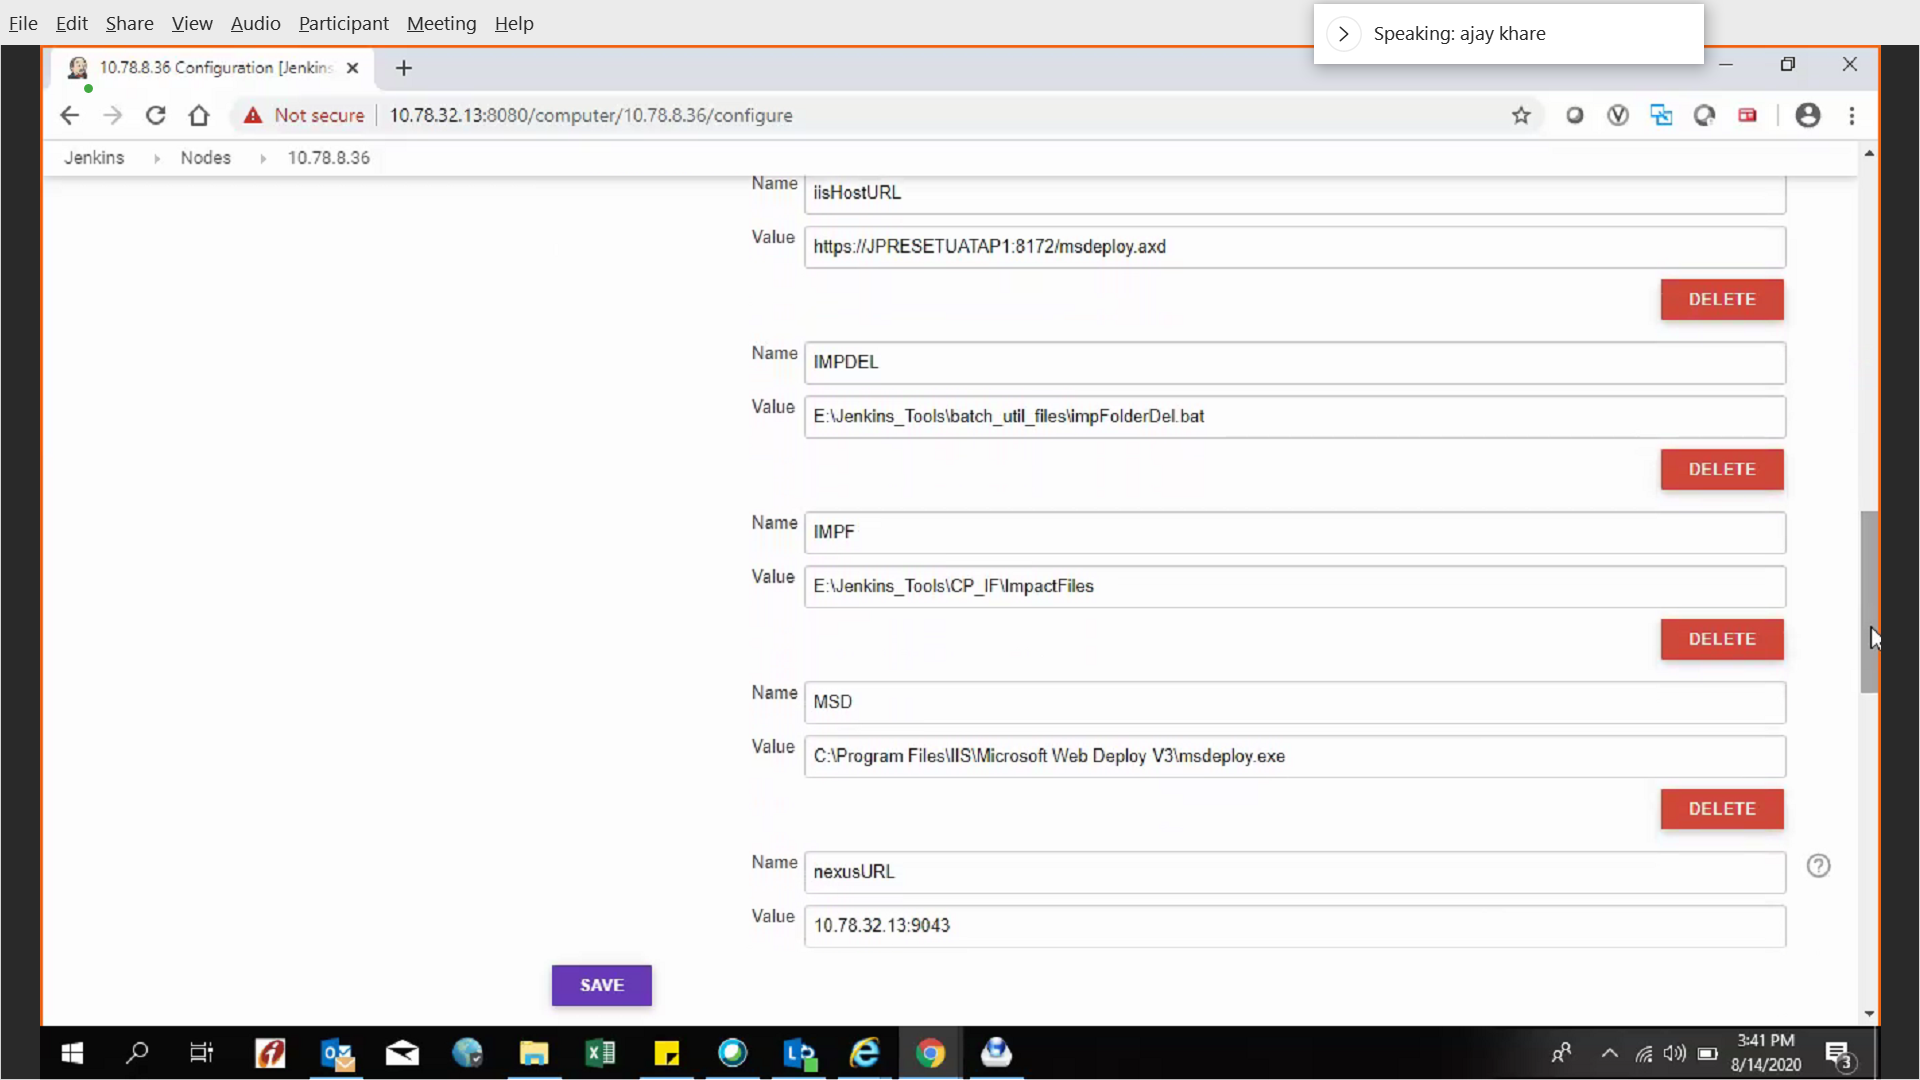 File Edit Share View Audio Participant Meeting Help
Speaking: ajay khare
10.78.8.36 Configuration [Jenkins
Not secure 10.78.32.13:8080/computer/10.78.8.36/configure
Jenkins Nodes 10.78.8.36
Name iisHostURL
Value https://JPRESETUATAP1:8172/msdeploy.axd
DELETE
Name IMPDEL
Value E:\Jenkins_Tools\batch_util_files\impFolderDel.bat
DELETE
Name IMPF
Value E:\Jenkins_Tools\CP_IF\ImpactFiles
DELETE
Name MSD
Value C:\Program Files\IIS\Microsoft Web Deploy V3\msdeploy.exe
DELETE
Name nexusURL
Value 10.78.32.13:9043
SAVE
3:41 PM
8/14/2020
3